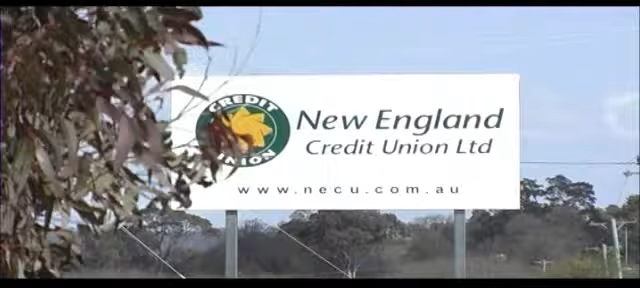 CREDIT
UNION
New England
Credit Union Ltd
www.necu.com.au